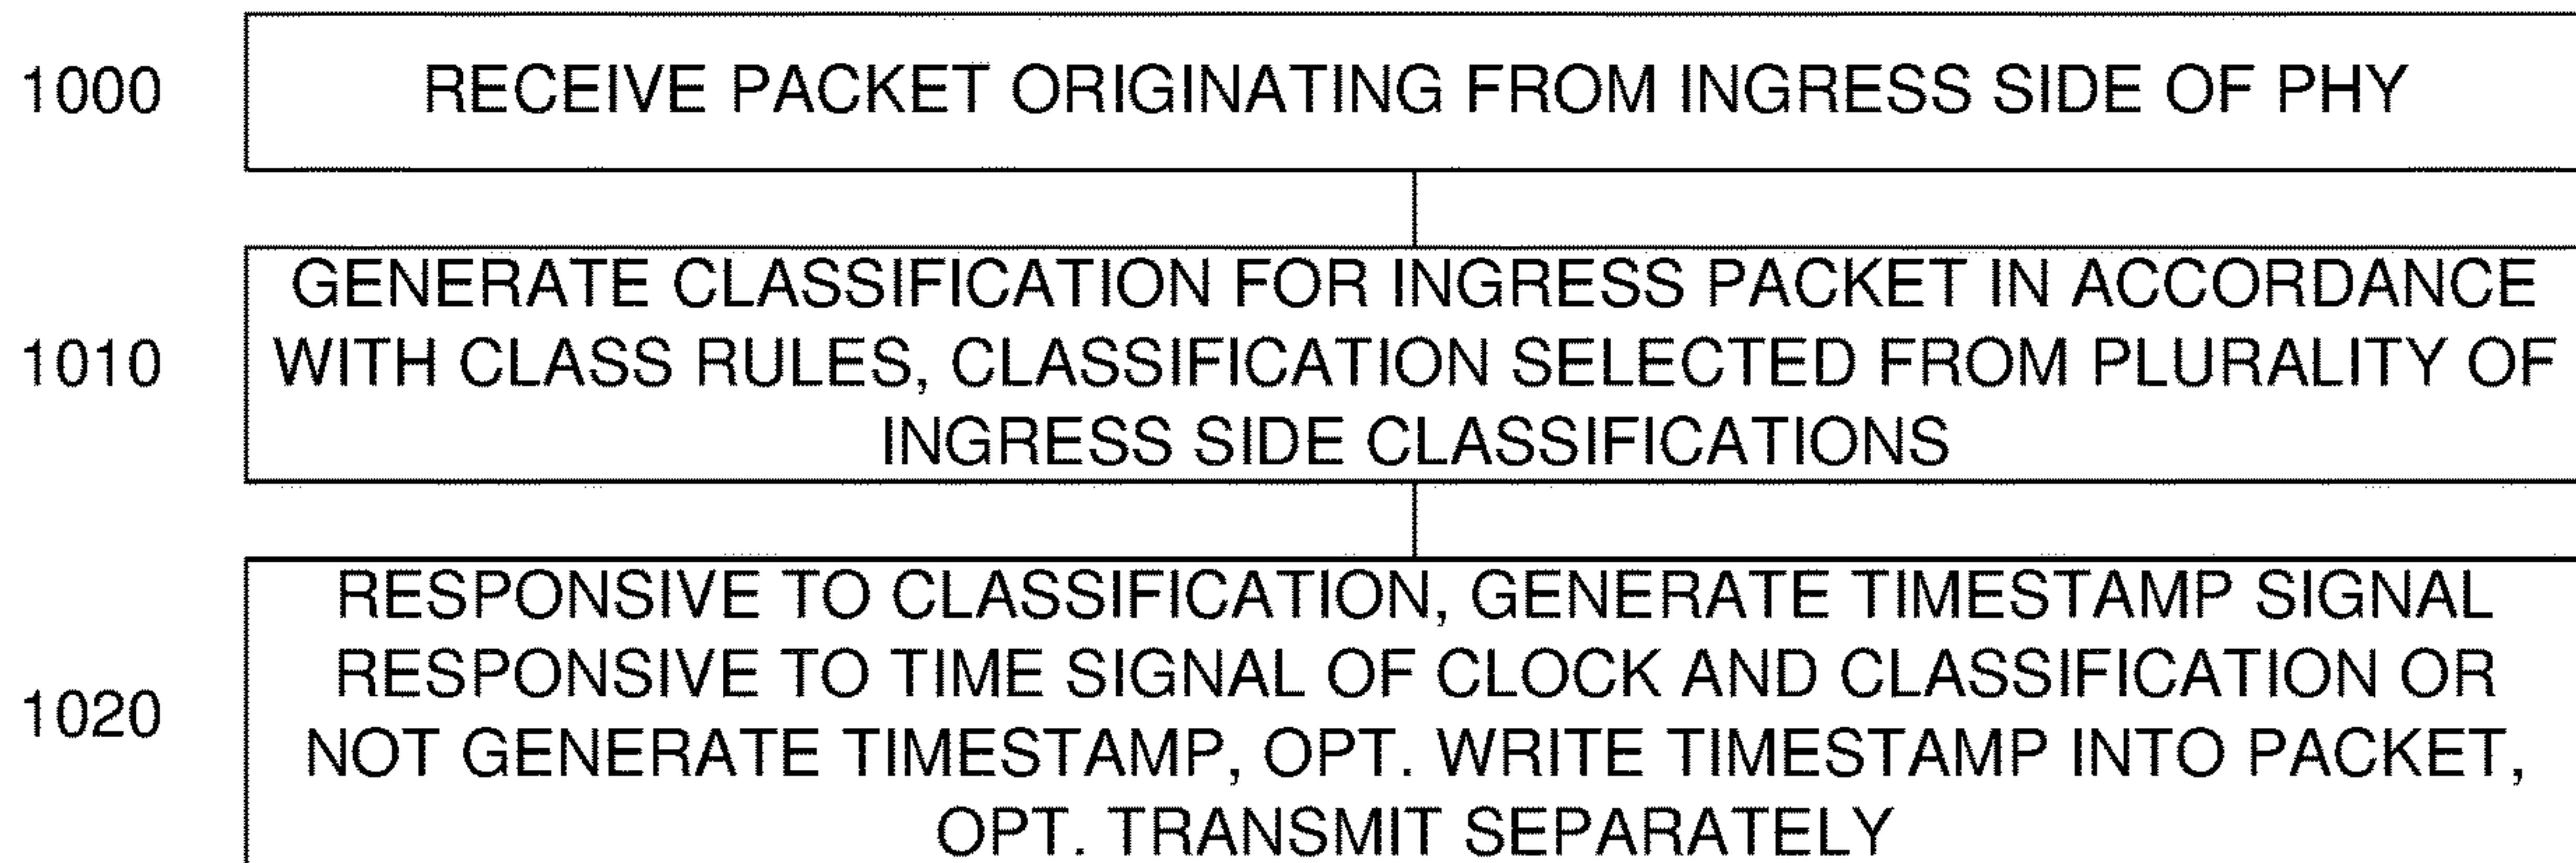 1000 RECEIVE PACKET ORIGINATING FROM INGRESS SIDE OF PHY
GENERATE CLASSIFICATION FOR INGRESS PACKET IN ACCORDANCE
1010 WITH CLASS RULES, CLASSIFICATION SELECTED FROM PLURALITY OF
INGRESS SIDE CLASSIFICATIONS
RESPONSIVE TO CLASSIFICATION, GENERATE TIMESTAMP SIGNAL
RESPONSIVE TO TIME SIGNAL OF CLOCK AND CLASSIFICATION OR
1020
NOT GENERATE TIMESTAMP, OPT. WRITE TIMESTAMP INTO PACKET,
OPT. TRANSMIT SEPARATELY